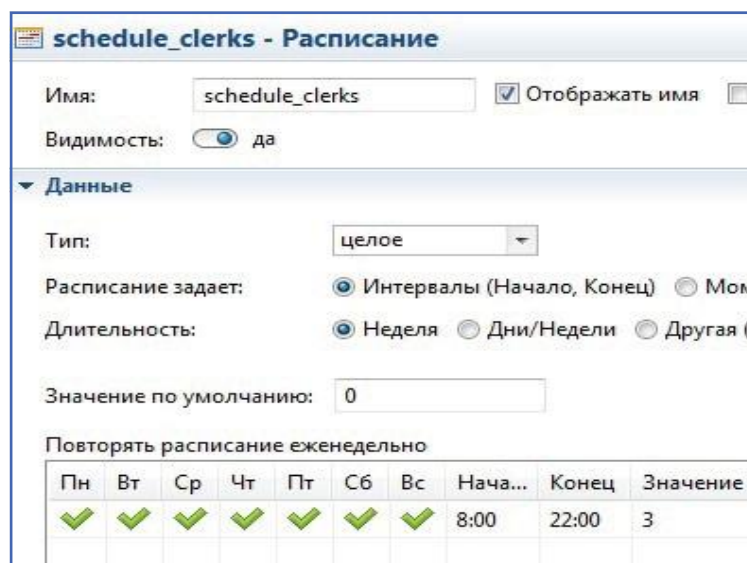 schedule_clerks - Расписание
Имя: schedule_clerks Отображать имя
Видимость: да
Данные
Тип: целое
Расписание задает: Интервалы (Начало, Конец) Мом
Длительность: Неделя Дни/Недели Другая (
Значение по умолчанию: 0
Повторять расписание еженедельно
Пн Вт Ср Чт Пт Сб Вс Нача... Конец Значение
8:00 22:00 3